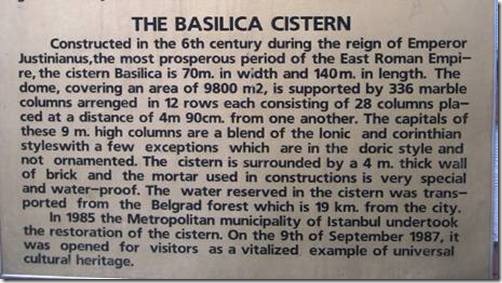 THE BASILICA CISTERN
Constructed in the 6th century during the reign of Emperor
Justinianus,the most prosperous period of the East Roman Empi-
re, the cistern Basilica is 70m. in width and 140m. in length. The
dome, covering an area of 9800 m2, is supported by 336 marble
columns arrenged in 12 rows each consisting of 28 columns pla-
ced at a distance of 4m 90cm. from one another. The capitals of
these 9 m. high columns are a blend of the Ionic and corinthian
styleswith a few exceptions which are in the doric style and
not ornamented. The cistern is surrounded by a 4 m. thick wall
of brick and the mortar used in constructions is very special
and water-proof. The water reserved in the cistern was trans-
ported from the Belgrad forest which is 19 km. from the city.
In 1985 the Metropolitan municipality of Istanbul undertook
the restoration of the cistern. On the 9th of September 1987, it
was opened for visitors as a vitalized example of universal
cultural heritage.